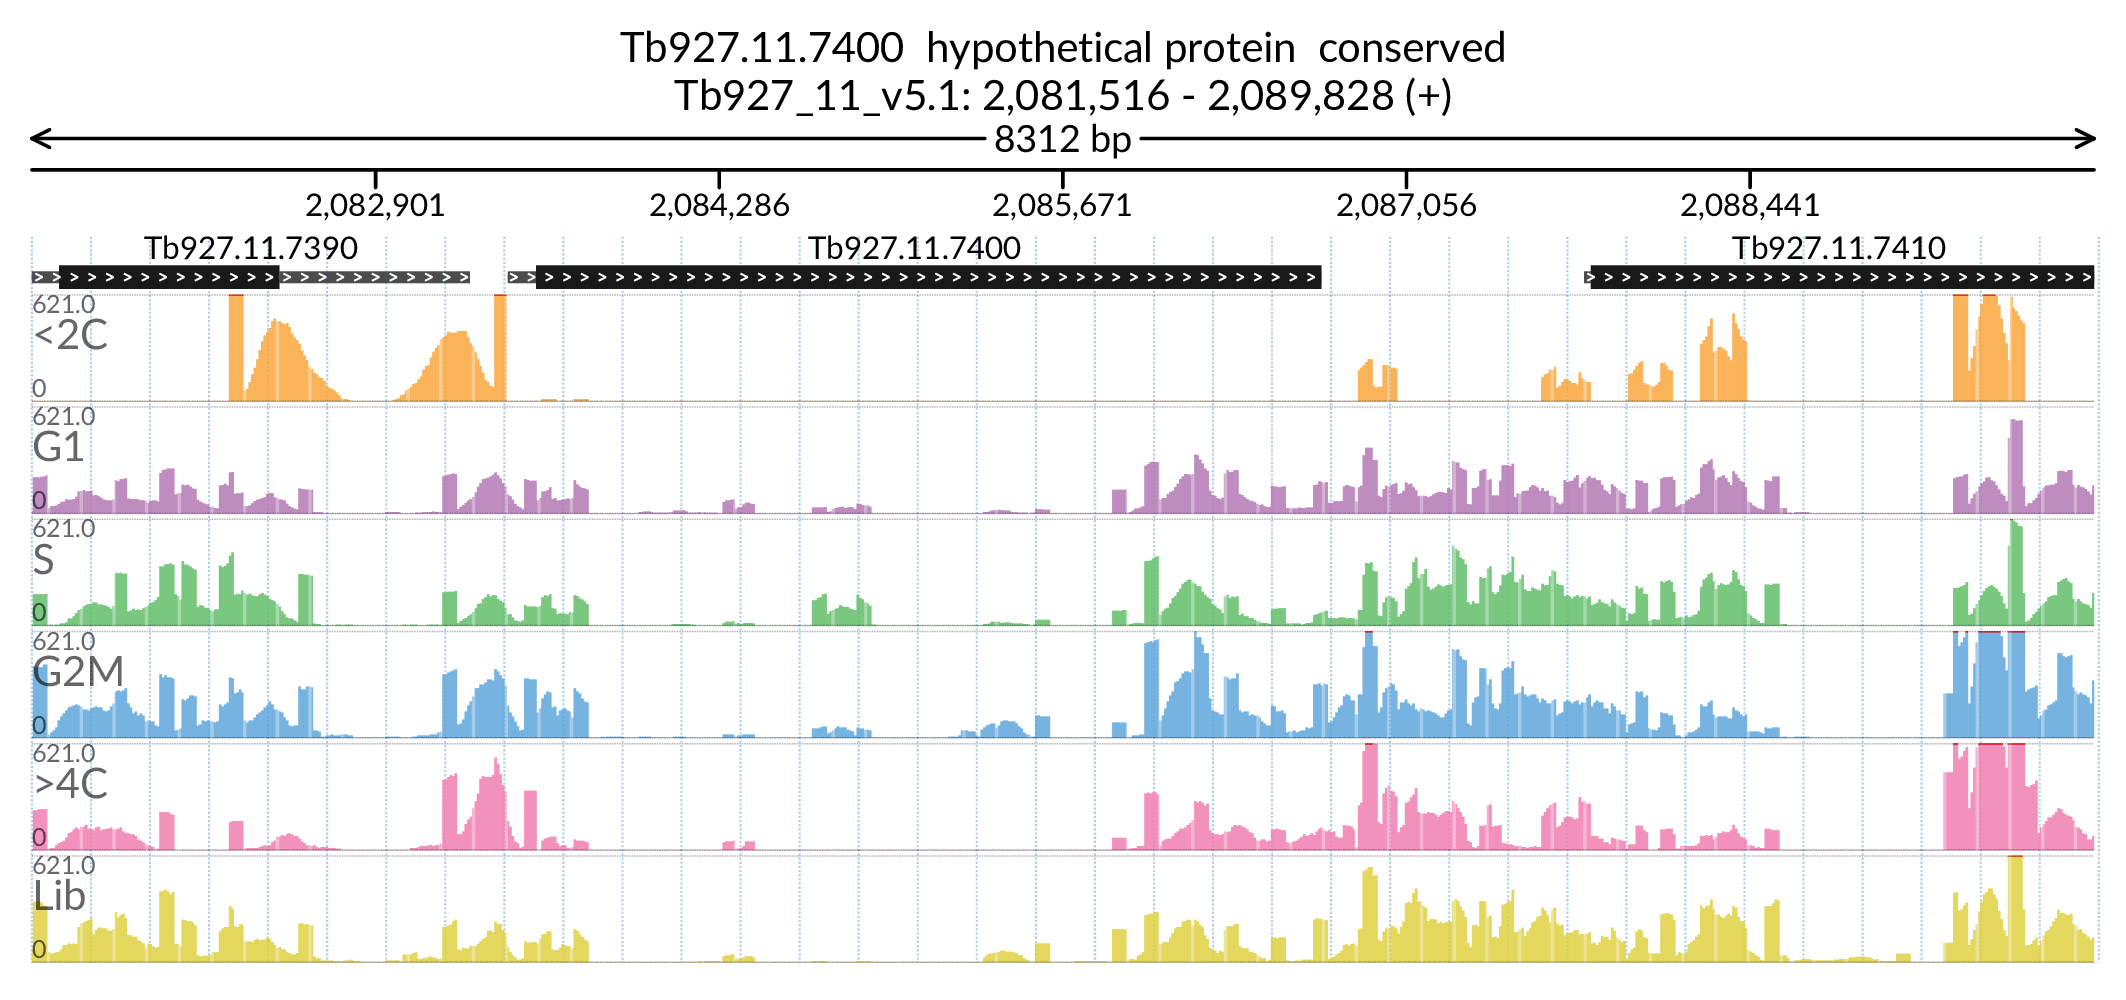 Tb927.11.7400 hypothetical protein conserved
Tb927_11_v5.1: 2,081,516 - 2,089,828 (+)
8312 bp
2,082,901 2,084,286 2,085,671 2,087,056 2,088,441
Tb927.11.7390 Tb927.11.7400 Tb927.11.7410
621.0
<2C
0
621.0
G1
0
621.0
S
0
621.0
G2M
0
621.0
>4C
0
621.0
Lib
0